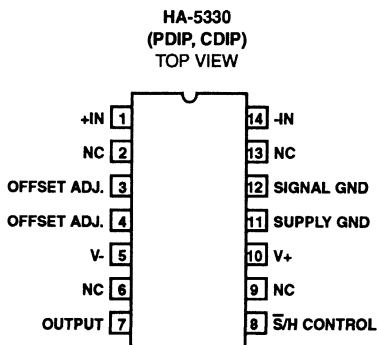 HA-5330
(PDIP, CDIP)
TOP VIEW
+IN 1 14 -IN
NC 2 13 NC
OFFSET ADJ. 3 12 SIGNAL GND
OFFSET ADJ. 4 11 SUPPLY GND
V- 5 10 V+
NC 6 9 NC
OUTPUT 7 8 S̅/H CONTROL